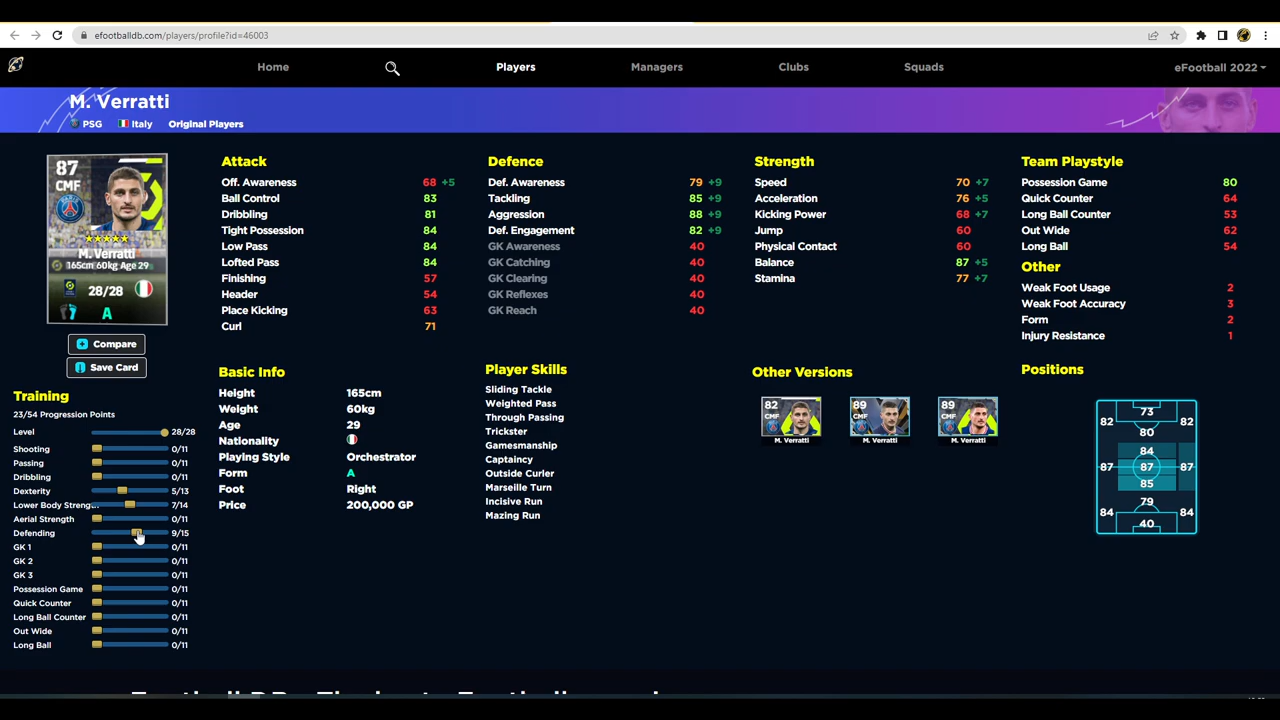 efootballdb.com/players/profile?id=46003
Home
Players
Managers
Clubs
Squads
eFootball 2022
M. Verratti
PSG Italy Original Players
87
CMF
M. Verratti
165cm 60kg Age 29
28/28
A
Compare
Save Card
Training
23/54 Progression Points
Level 28/28
Shooting 0/11
Passing 0/11
Dribbling 0/11
Dexterity 5/13
Lower Body Streng 7/14
Aerial Strength 0/11
Defending 9/15
GK 1 0/11
GK 2 0/11
GK 3 0/11
Possession Game 0/11
Quick Counter 0/11
Long Ball Counter 0/11
Out Wide 0/11
Long Ball 0/11
Attack
Off. Awareness 68 +5
Ball Control 83
Dribbling 81
Tight Possession 84
Low Pass 84
Lofted Pass 84
Finishing 57
Header 54
Place Kicking 63
Curl 71
Defence
Def. Awareness 79 +9
Tackling 85 +9
Aggression 88 +9
Def. Engagement 82 +9
GK Awareness 40
GK Catching 40
GK Clearing 40
GK Reflexes 40
GK Reach 40
Strength
Speed 70 +7
Acceleration 76 +5
Kicking Power 68 +7
Jump 60
Physical Contact 60
Balance 87 +5
Stamina 77 +7
Team Playstyle
Possession Game 80
Quick Counter 64
Long Ball Counter 53
Out Wide 62
Long Ball 54
Other
Weak Foot Usage 2
Weak Foot Accuracy 3
Form 2
Injury Resistance 1
Basic Info
Height 165cm
Weight 60kg
Age 29
Nationality
Playing Style Orchestrator
Form A
Foot Right
Price 200,000 GP
Player Skills
Sliding Tackle
Weighted Pass
Through Passing
Trickster
Gamesmanship
Captaincy
Outside Curler
Marseille Turn
Incisive Run
Mazing Run
Other Versions
82
CMF
M. Verratti
89
CMF
M. Verratti
89
CMF
M. Verratti
Positions
73
82 82
80
84
87 87 87
85
79
84 84
40